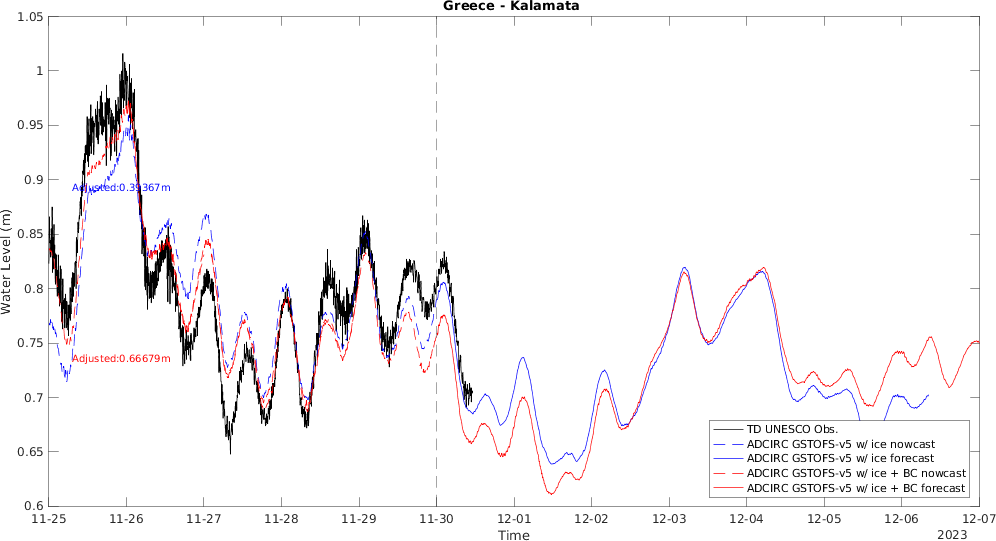 Greece - Kalamata
1.05
1
0.95
0.9
0.85
0.8
0.75
0.7
0.65
0.6
Water Level (m)
Adjusted:0.39367m
Adjusted:0.66679m
TD UNESCO Obs.
ADCIRC GSTOFS-v5 w/ ice nowcast
ADCIRC GSTOFS-v5 w/ ice forecast
ADCIRC GSTOFS-v5 w/ ice + BC nowcast
ADCIRC GSTOFS-v5 w/ ice + BC forecast
11-25 11-26 11-27 11-28 11-29 11-30 12-01 12-02 12-03 12-04 12-05 12-06 12-07
Time
2023